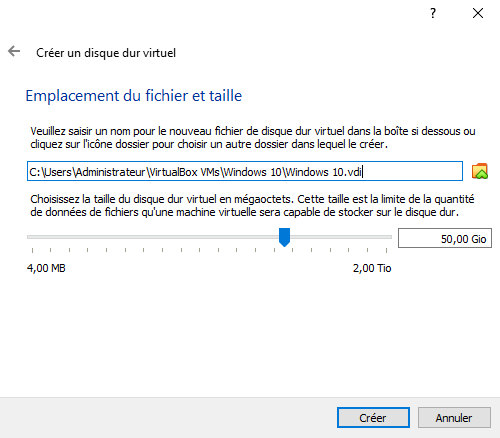 ?
Créer un disque dur virtuel
Emplacement du fichier et taille
Veuillez saisir un nom pour le nouveau fichier de disque dur virtuel dans la boîte si dessous ou
cliquez sur l'icône dossier pour choisir un autre dossier dans lequel le créer.
C:\Users\Administrateur\VirtualBox VMs\Windows 10\Windows 10.vdi
Choisissez la taille du disque dur virtuel en mégaoctets. Cette taille est la limite de la quantité
de données de fichiers qu'une machine virtuelle sera capable de stocker sur le disque dur.
50,00 Gio
4,00 MB 2,00 Tio
Créer Annuler